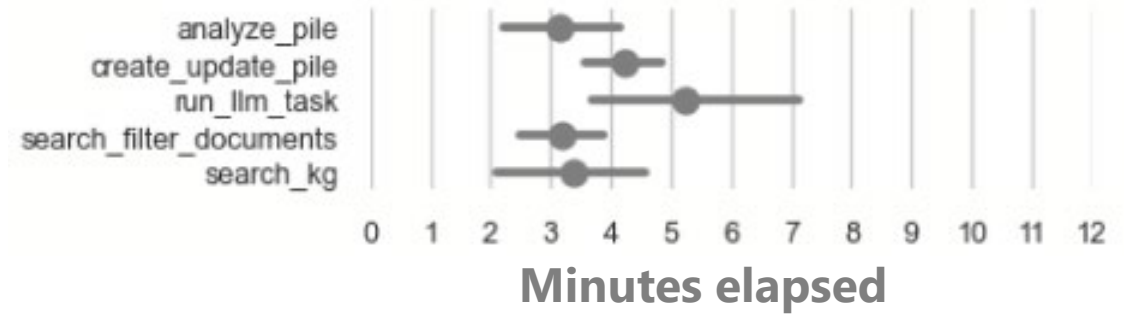 analyze_pile
create_update_pile
run_llm_task
search_filter_documents
search_kg
0 1 2 3 4 5 6 7 8 9 10 11 12
Minutes elapsed